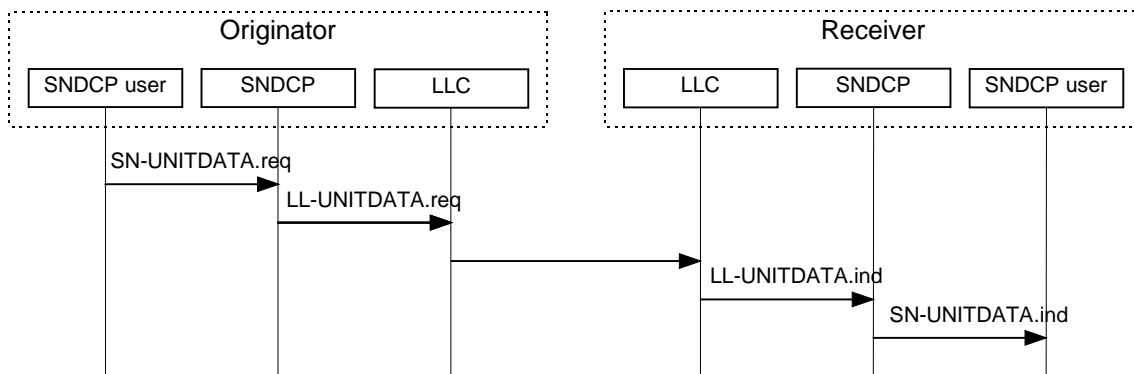 Originator
Receiver
SNDCP user
SNDCP
LLC
LLC
SNDCP
SNDCP user
SN-UNITDATA.req
LL-UNITDATA.req
LL-UNITDATA.ind
SN-UNITDATA.ind